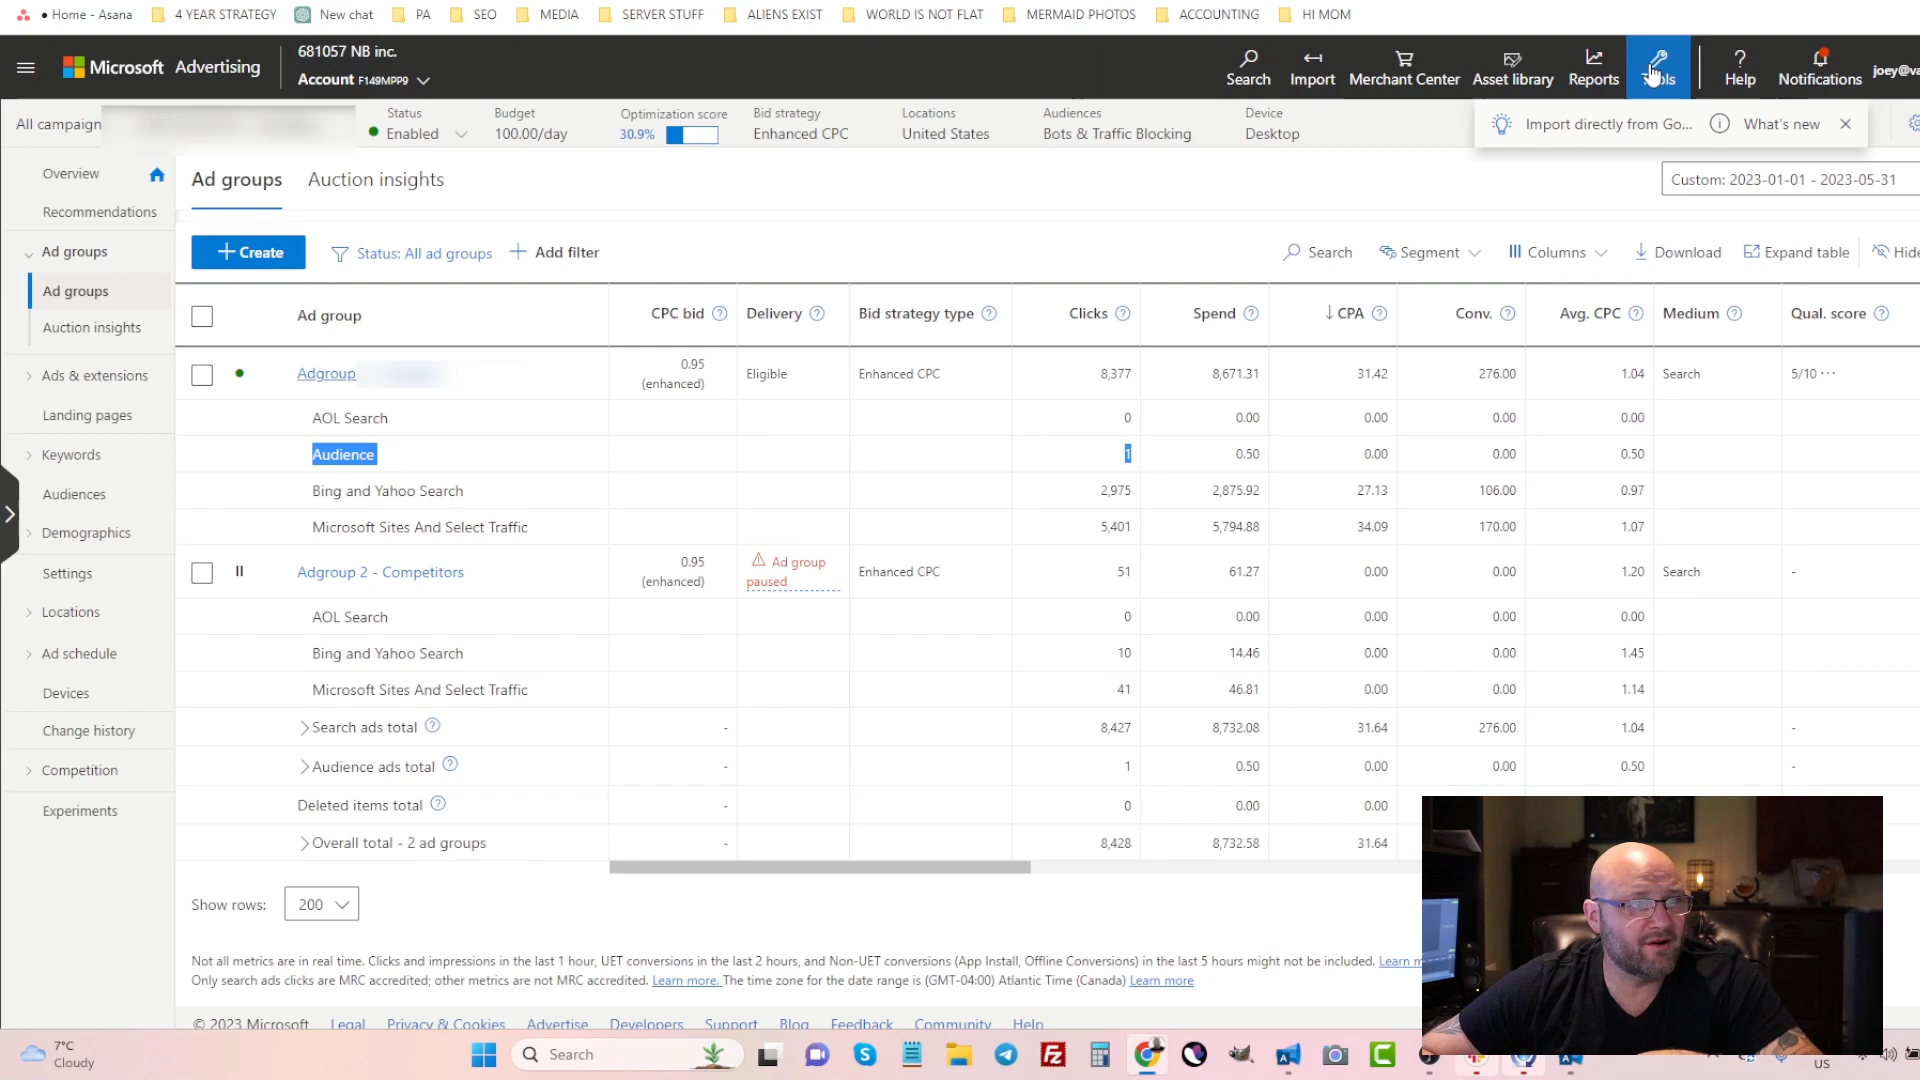 • Home - Asana 4 YEAR STRATEGY New chat PA SEO MEDIA SERVER STUFF ALIENS EXIST WORLD IS NOT FLAT MERMAID PHOTOS ACCOUNTING HI MOM
Microsoft Advertising
681057 NB inc.
Account F149MPP9
Search Import Merchant Center Asset library Reports Help Notifications
All campaign
Status Enabled
Budget 100.00/day
Optimization score 30.9%
Bid strategy Enhanced CPC
Locations United States
Audiences Bots & Traffic Blocking
Device Desktop
Import directly from Go... What's new
Overview
Recommendations
Ad groups
Ad groups
Auction insights
Ads & extensions
Landing pages
Keywords
Audiences
Demographics
Settings
Locations
Ad schedule
Devices
Change history
Competition
Experiments
Ad groups Auction insights
Custom: 2023-01-01 - 2023-05-31
Create Status: All ad groups Add filter Search Segment Columns Download Expand table
Ad group CPC bid Delivery Bid strategy type Clicks Spend ↓ CPA Conv. Avg. CPC Medium Qual. score
Adgroup 0.95 (enhanced) Eligible Enhanced CPC 8,377 8,671.31 31.42 276.00 1.04 Search 5/10 ···
AOL Search 0 0.00 0.00 0.00 0.00
Audience 1 0.50 0.00 0.00 0.50
Bing and Yahoo Search 2,975 2,875.92 27.13 106.00 0.97
Microsoft Sites And Select Traffic 5,401 5,794.88 34.09 170.00 1.07
Adgroup 2 - Competitors 0.95 (enhanced) Ad group paused Enhanced CPC 51 61.27 0.00 0.00 1.20 Search -
AOL Search 0 0.00 0.00 0.00 0.00
Bing and Yahoo Search 10 14.46 0.00 0.00 1.45
Microsoft Sites And Select Traffic 41 46.81 0.00 0.00 1.14
Search ads total - 8,427 8,732.08 31.64 276.00 1.04 -
Audience ads total - 1 0.50 0.00 0.00 0.50 -
Deleted items total - 0 0.00 0.00
Overall total - 2 ad groups - 8,428 8,732.58 31.64
Show rows: 200
Not all metrics are in real time. Clicks and impressions in the last 1 hour, UET conversions in the last 2 hours, and Non-UET conversions (App Install, Offline Conversions) in the last 5 hours might not be included. Learn
Only search ads clicks are MRC accredited; other metrics are not MRC accredited. Learn more. The time zone for the date range is (GMT-04:00) Atlantic Time (Canada) Learn more
© 2023 Microsoft Legal Privacy & Cookies Advertise Developers Support Blog Feedback Community Help
7°C
Cloudy
Search
US